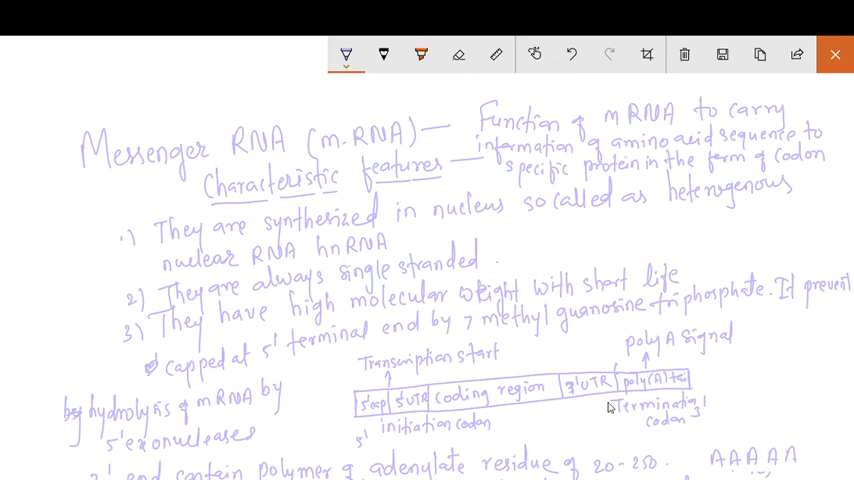 Messenger RNA (m-RNA) — Function of mRNA to carry
information of amino acid sequence to
specific protein in the form of codon
Characteristic features —
1) They are synthesized in nucleus so called as heterogenous
nuclear RNA hnRNA
2) They are always single stranded.
3) They have high molecular weight with short life
capped at 5' terminal end by 7 methyl guanosine triphosphate. It prevent
hydrolysis of mRNA by
5' exonucleases
Transcription start
poly A Signal
5' cap 5' UTR coding region 3' UTR poly(A) tail
initiation codon
Terminating 3'
codon
3' end contain polymer of adenylate residue of 20-250. AAAAA